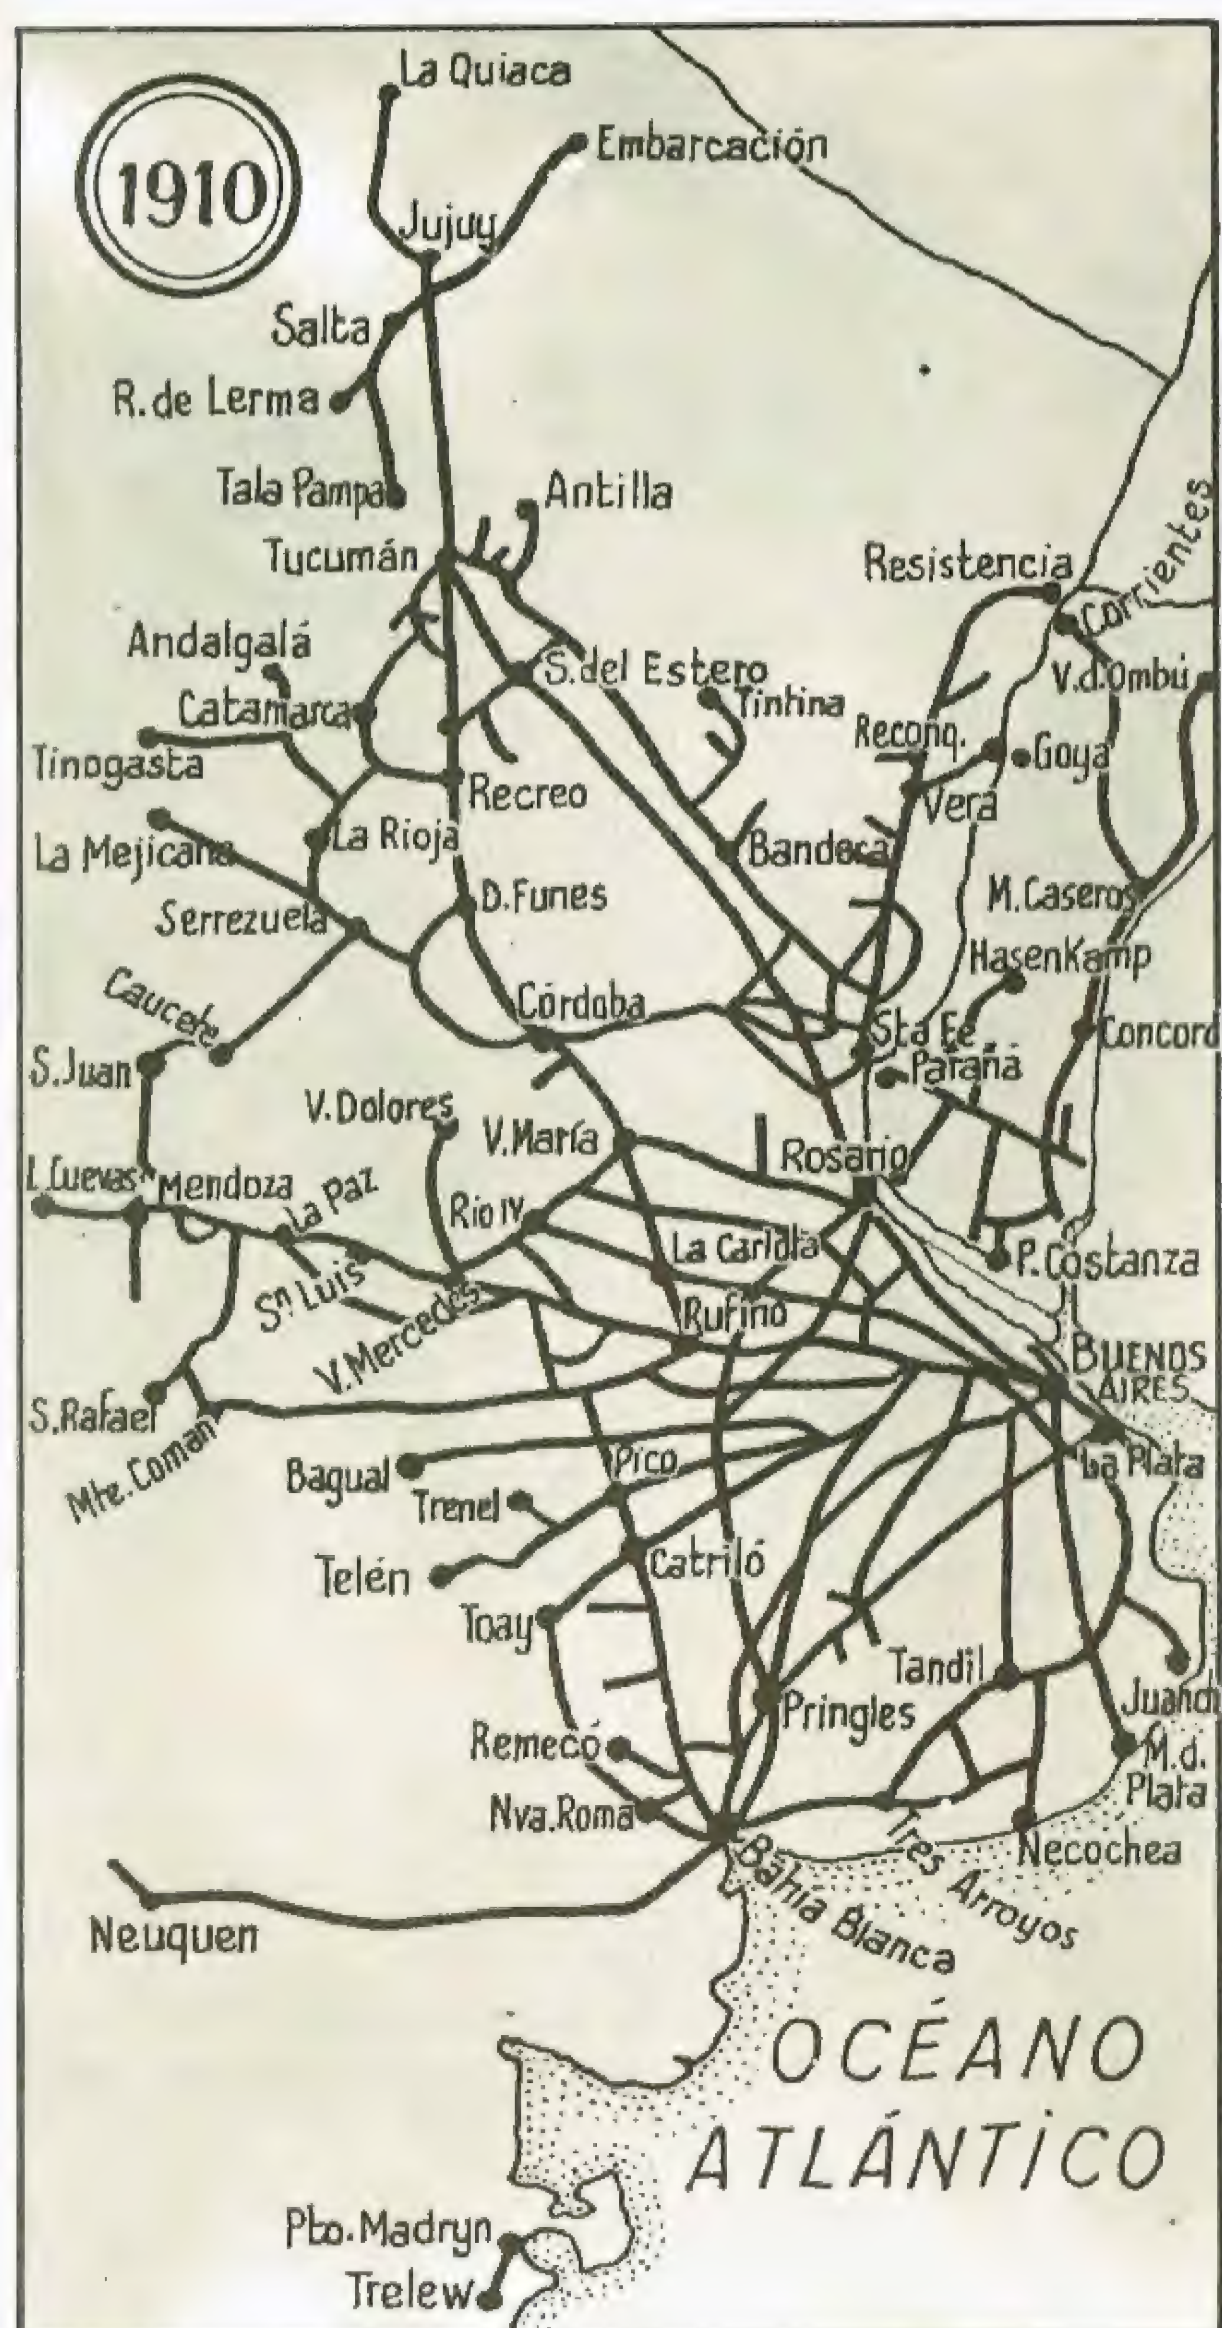 La Quiaca
1910
Embarcación
Jujuy
Salta
R. de Lerma
Tala Pampa
Antilla
Tucumán
Resistencia
Corrientes
Andalgalá
S. del Estero
V.d.Ombú
Catamarca
Tintina
Reconq.
Goya
Tinogasta
Recreo
Vera
La Rioja
La Mejicana
Bandera
D. Funes
M. Caseros
Serrezuela
HasenKamp
Caucete
Córdoba
Sta Fe
Concord
S. Juan
Paraná
V. Dolores
V. María
Rosario
L. Cuevas
Mendoza
La Paz
Rio IV
La Carlota
P. Costanza
Sn Luis
Rufino
V. Mercedes
BUENOS
AIRES
S. Rafael
Mte. Coman
Bagual
Pico
La Plata
Trenel
Telén
Catriló
Toay
Tandil
Juanch
Pringles
Remecó
M.d.
Plata
Nva. Roma
Tres Arroyos
Necochea
Bahía Blanca
Neuquen
OCÉANO
ATLÁNTICO
Pto. Madryn
Trelew